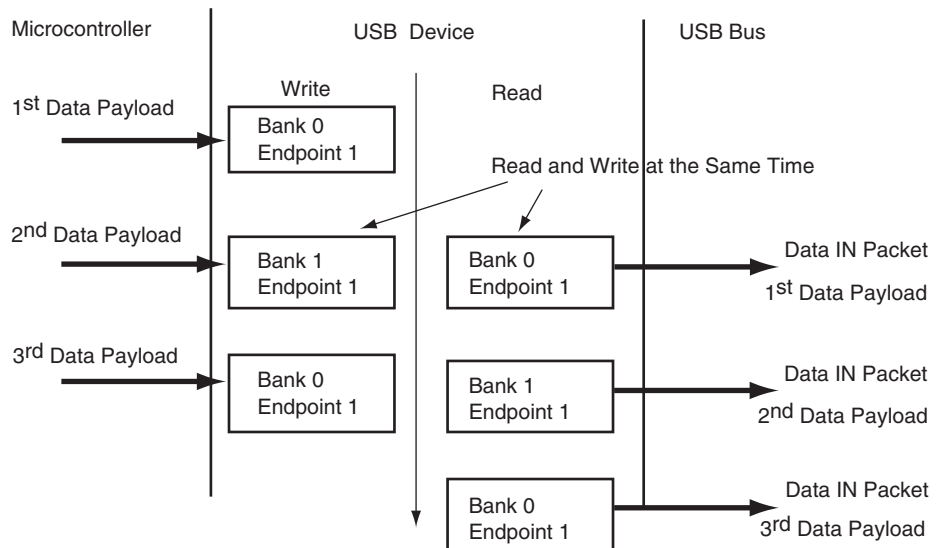 Microcontroller
USB Device
USB Bus
Write
Read
1st Data Payload
Bank 0
Endpoint 1
Read and Write at the Same Time
2nd Data Payload
Bank 1
Endpoint 1
Bank 0
Endpoint 1
Data IN Packet
1st Data Payload
3rd Data Payload
Bank 0
Endpoint 1
Bank 1
Endpoint 1
Data IN Packet
2nd Data Payload
Bank 0
Endpoint 1
Data IN Packet
3rd Data Payload